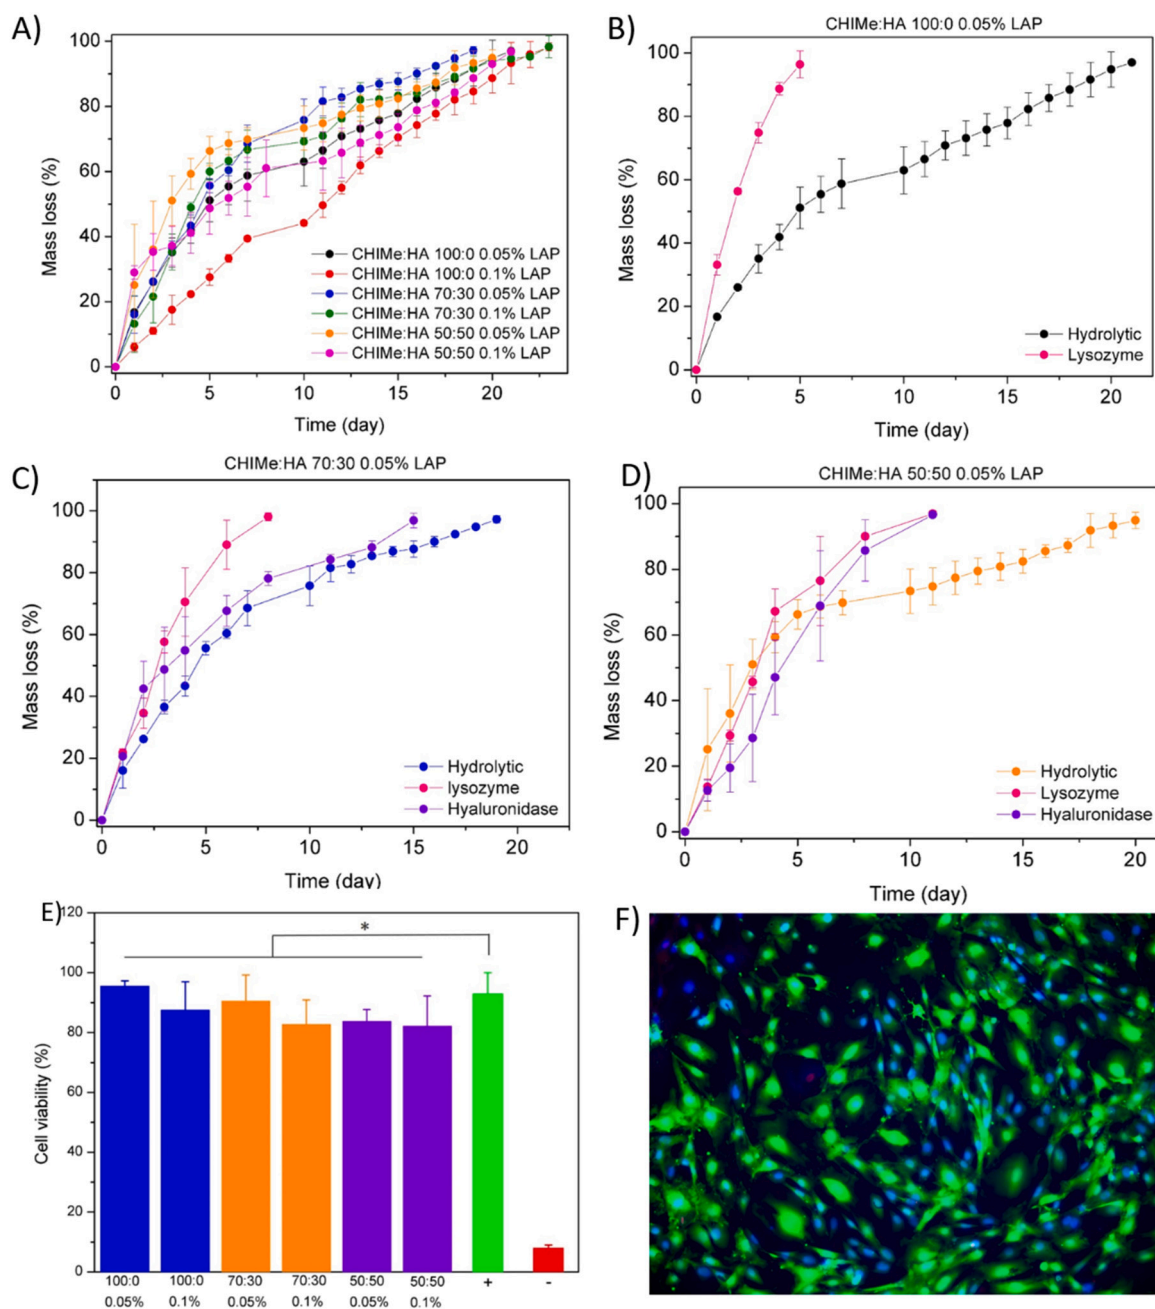 A)
Mass loss (%)
100
80
60
40
20
0
CHIMe:HA 100:0 0.05% LAP
CHIMe:HA 100:0 0.1% LAP
CHIMe:HA 70:30 0.05% LAP
CHIMe:HA 70:30 0.1% LAP
CHIMe:HA 50:50 0.05% LAP
CHIMe:HA 50:50 0.1% LAP
0 5 10 15 20
Time (day)
B)
CHIMe:HA 100:0 0.05% LAP
Mass loss (%)
100
80
60
40
20
0
Hydrolytic
Lysozyme
0 5 10 15 20
Time (day)
C)
CHIMe:HA 70:30 0.05% LAP
Mass loss (%)
100
80
60
40
20
0
Hydrolytic
lysozyme
Hyaluronidase
0 5 10 15 20
Time (day)
D)
CHIMe:HA 50:50 0.05% LAP
Mass loss (%)
100
80
60
40
20
0
Hydrolytic
Lysozyme
Hyaluronidase
0 5 10 15 20
Time (day)
E)
Cell viability (%)
120
100
80
60
40
20
0
*
100:0 100:0 70:30 70:30 50:50 50:50 + -
0.05% 0.1% 0.05% 0.1% 0.05% 0.1%
F)